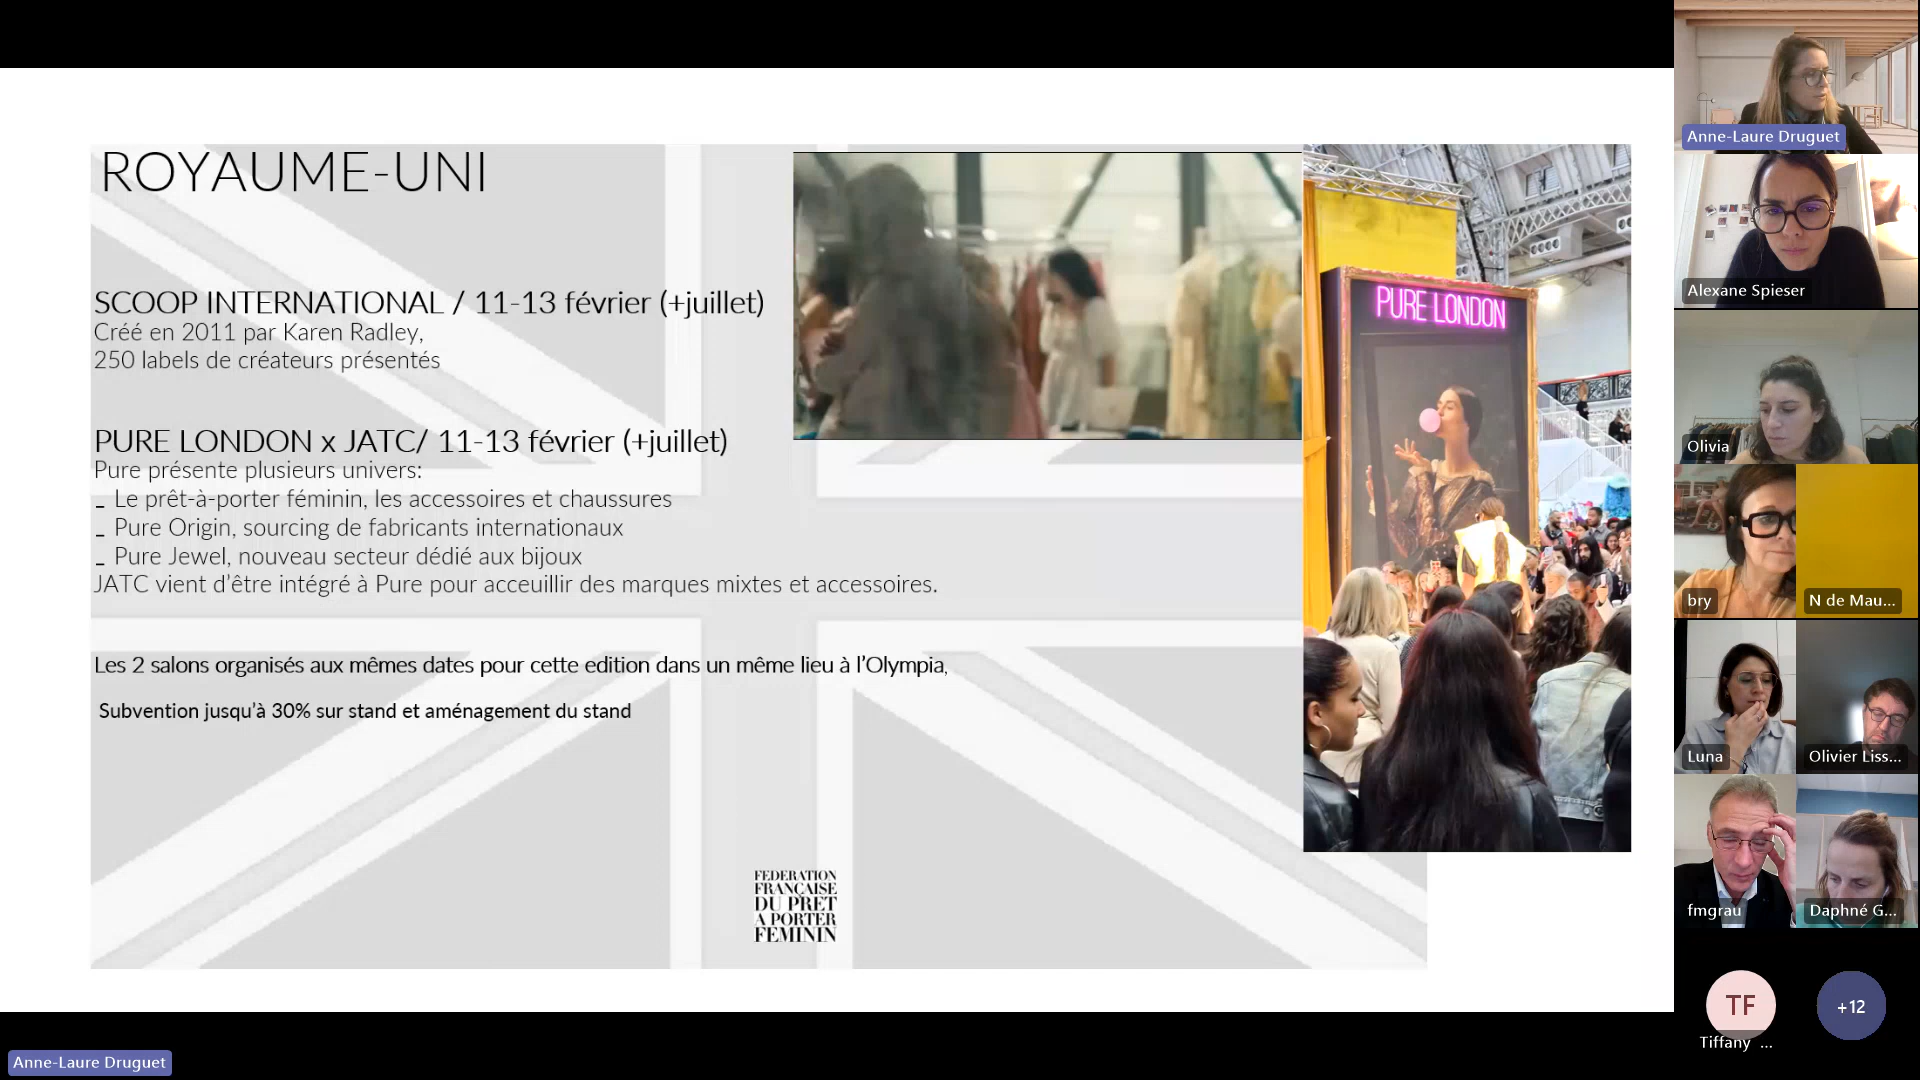 ROYAUME-UNI
SCOOP INTERNATIONAL / 11-13 février (+juillet)
Créé en 2011 par Karen Radley,
250 labels de créateurs présentés
PURE LONDON x JATC/ 11-13 février (+juillet)
Pure présente plusieurs univers:
- Le prêt-à-porter féminin, les accessoires et chaussures
- Pure Origin, sourcing de fabricants internationaux
- Pure Jewel, nouveau secteur dédié aux bijoux
JATC vient d'être intégré à Pure pour acceuillir des marques mixtes et accessoires.
Les 2 salons organisés aux mêmes dates pour cette edition dans un même lieu à l'Olympia,
Subvention jusqu'à 30% sur stand et aménagement du stand
FEDERATION
FRANÇAISE
DU PRET
A PORTER
FEMININ
PURE LONDON
Anne-Laure Druguet
Alexane Spieser
Olivia
bry
N de Mau...
Luna
Olivier Liss...
fmgrau
Daphné G...
TF
Tiffany ...
+12
Anne-Laure Druguet